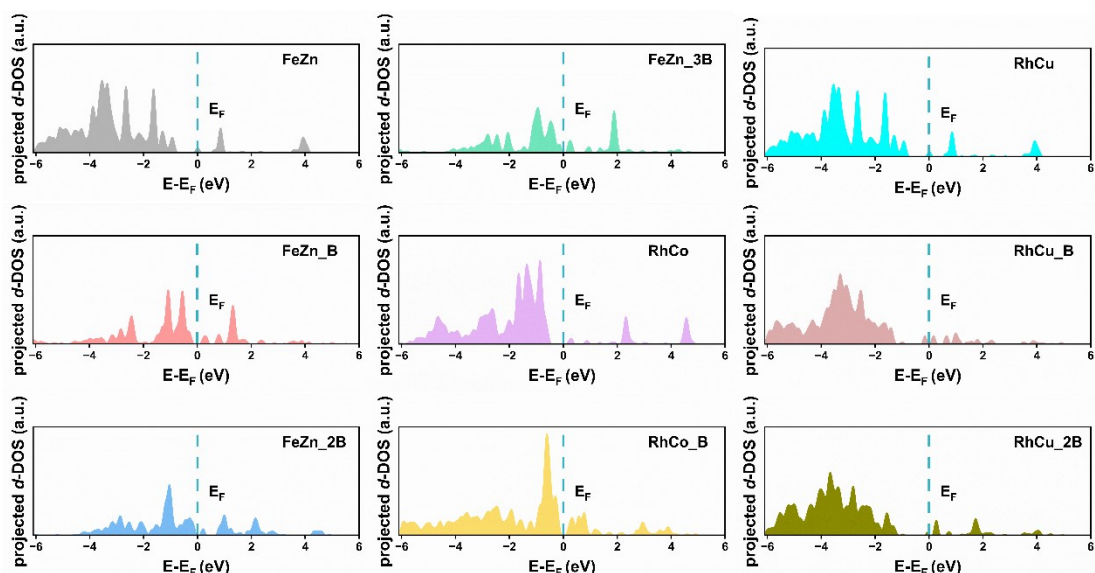 projected d-DOS (a.u.)
FeZn
E_F
−6 −4 −2 0 2 4 6
E-E_F (eV)
projected d-DOS (a.u.)
FeZn_3B
E_F
−6 −4 −2 0 2 4 6
E-E_F (eV)
projected d-DOS (a.u.)
RhCu
E_F
−6 −4 −2 0 2 4 6
E-E_F (eV)
projected d-DOS (a.u.)
FeZn_B
E_F
−6 −4 −2 0 2 4 6
E-E_F (eV)
projected d-DOS (a.u.)
RhCo
E_F
−6 −4 −2 0 2 4 6
E-E_F (eV)
projected d-DOS (a.u.)
RhCu_B
E_F
−6 −4 −2 0 2 4 6
E-E_F (eV)
projected d-DOS (a.u.)
FeZn_2B
E_F
−6 −4 −2 0 2 4 6
E-E_F (eV)
projected d-DOS (a.u.)
RhCo_B
E_F
−6 −4 −2 0 2 4 6
E-E_F (eV)
projected d-DOS (a.u.)
RhCu_2B
E_F
−6 −4 −2 0 2 4 6
E-E_F (eV)